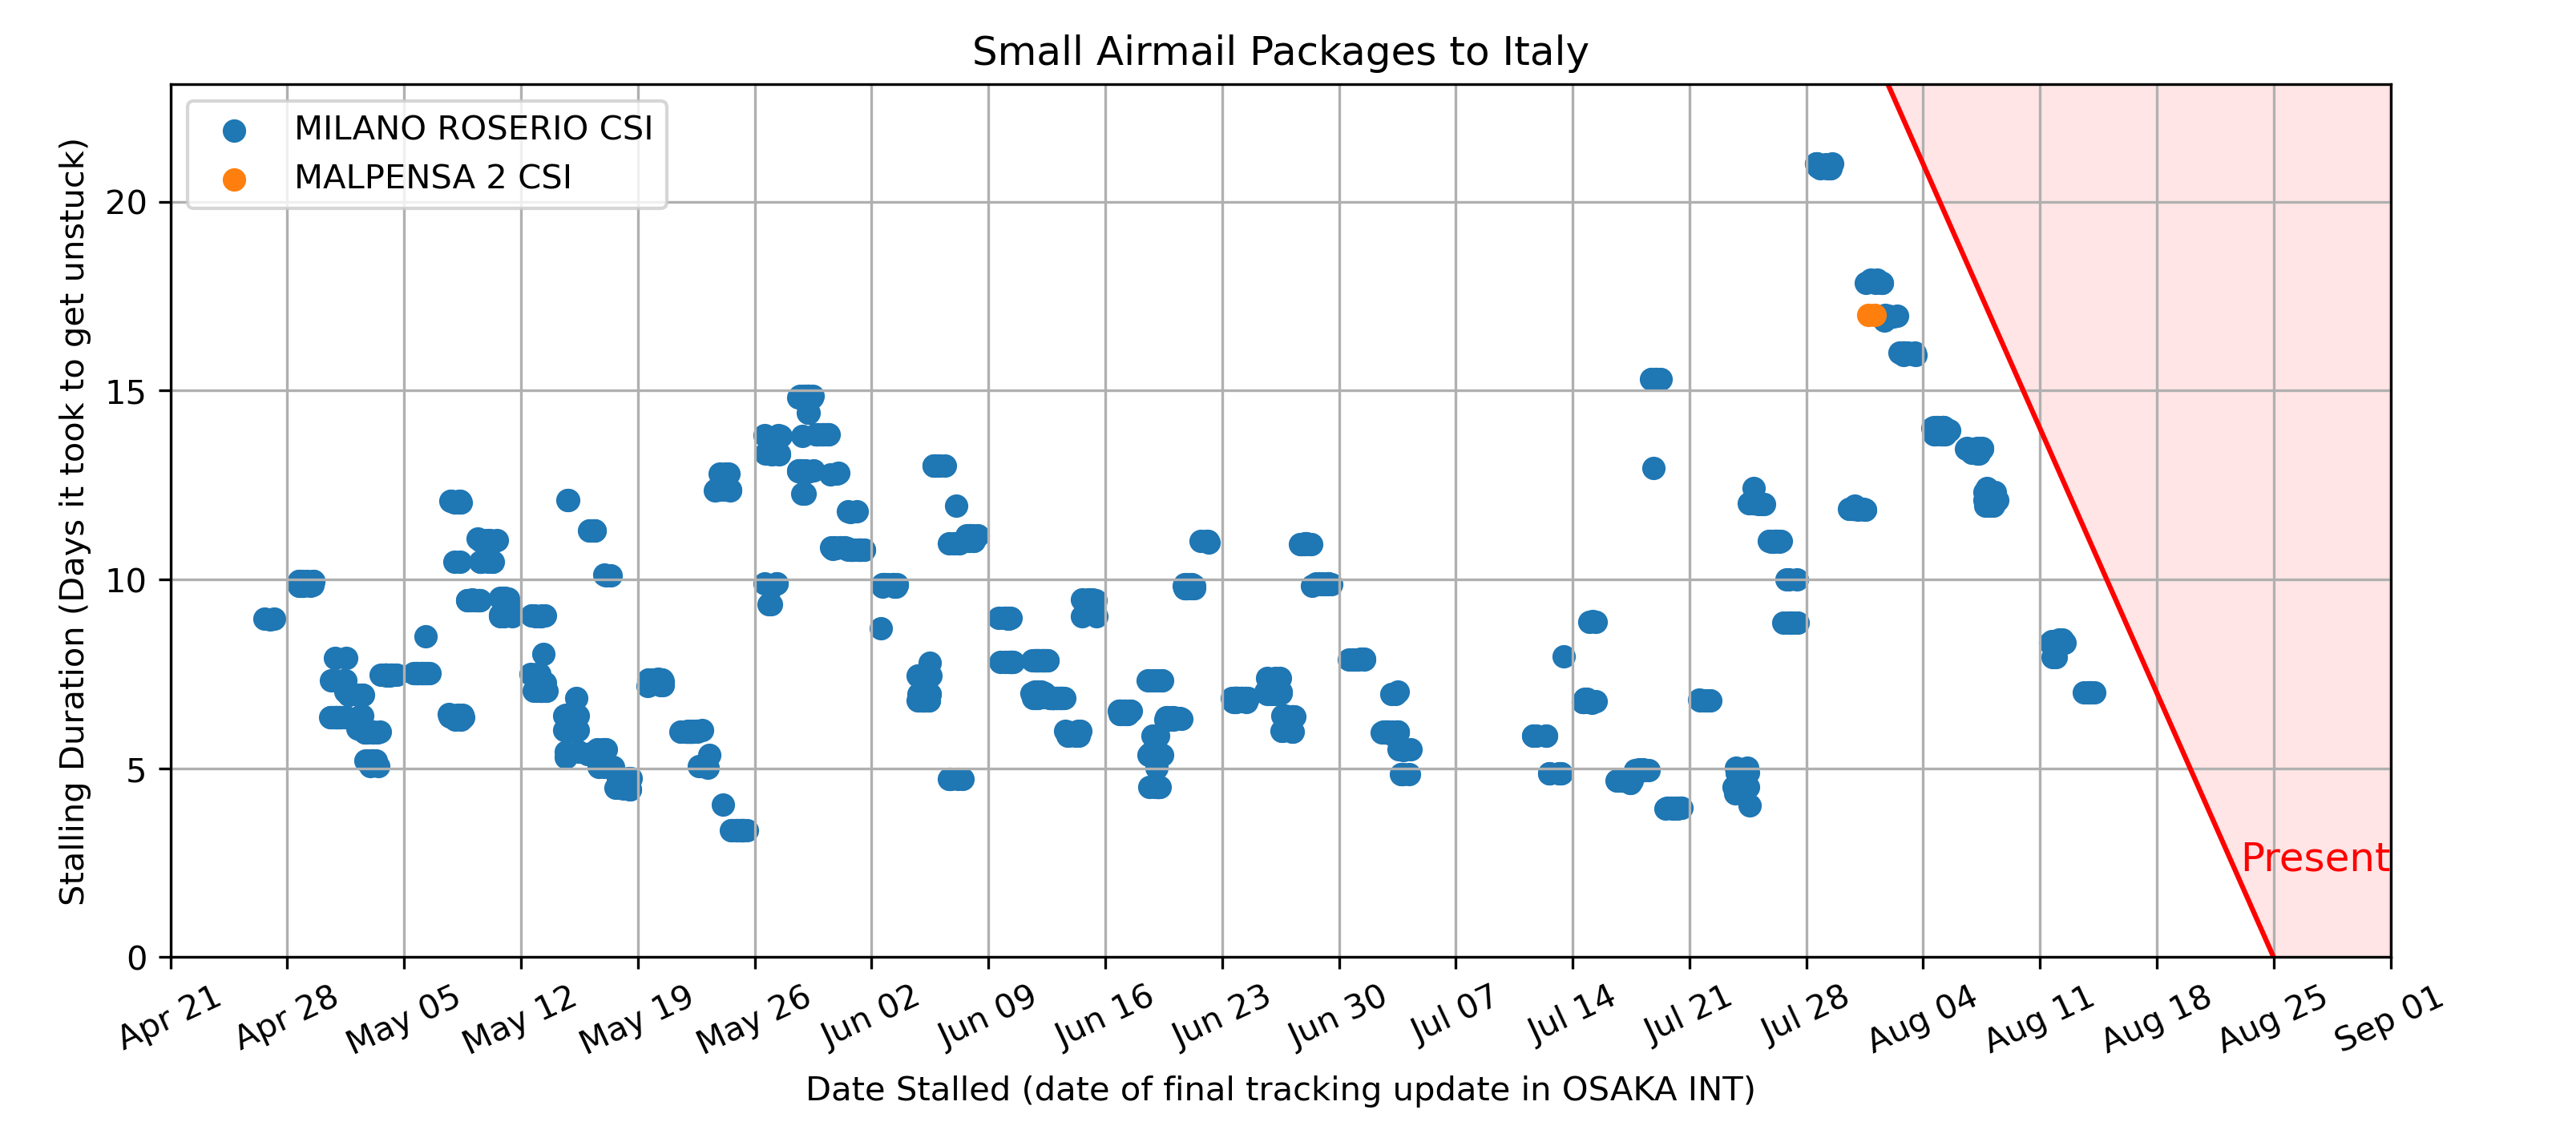 Small Airmail Packages to Italy
MILANO ROSERIO CSI
MALPENSA 2 CSI
Stalling Duration (Days it took to get unstuck)
20
15
10
5
0
Present
Apr 21
Apr 28
May 05
May 12
May 19
May 26
Jun 02
Jun 09
Jun 16
Jun 23
Jun 30
Jul 07
Jul 14
Jul 21
Jul 28
Aug 04
Aug 11
Aug 18
Aug 25
Sep 01
Date Stalled (date of final tracking update in OSAKA INT)